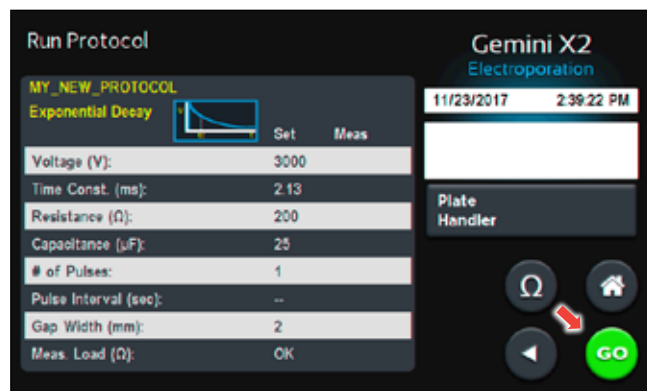 Run Protocol
Gemini X2
Electroporation
MY_NEW_PROTOCOL
Exponential Decay
Set Meas
11/23/2017 2:39:22 PM
Voltage (V): 3000
Time Const. (ms): 2.13
Resistance (Ω): 200
Capacitance (µF): 25
# of Pulses: 1
Pulse Interval (sec): --
Gap Width (mm): 2
Meas. Load (Ω): OK
Plate
Handler
Ω
GO